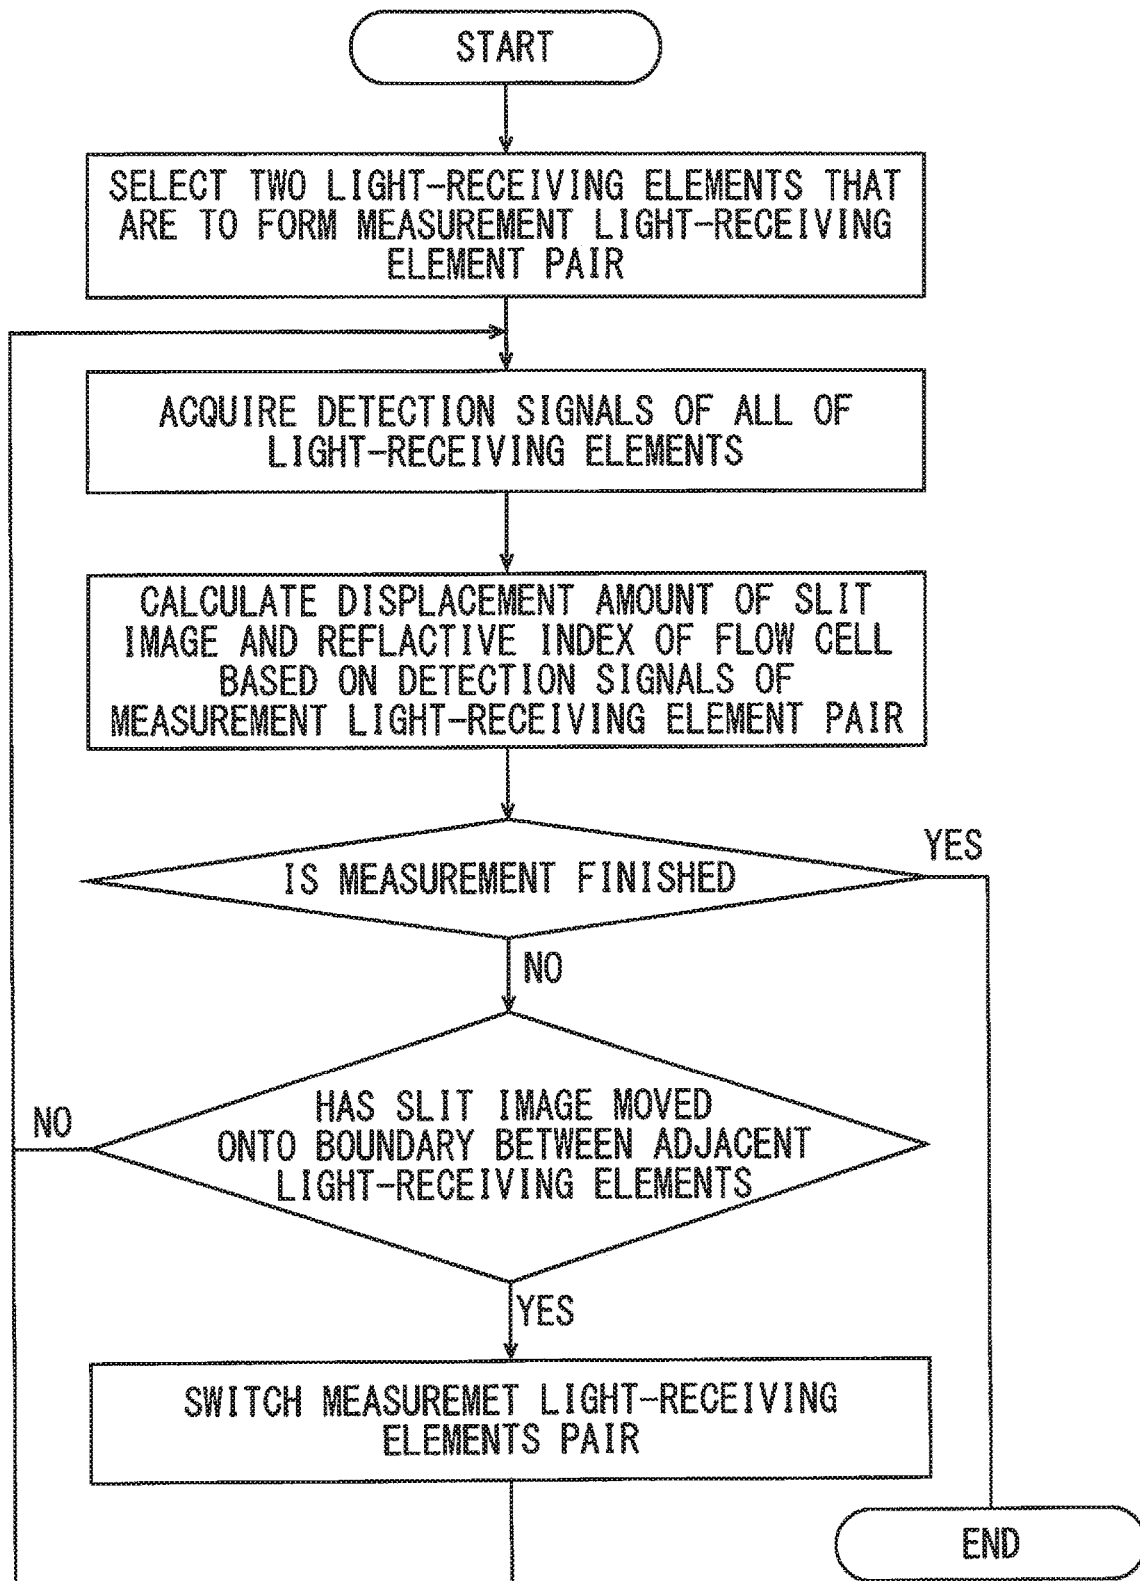 START
SELECT TWO LIGHT-RECEIVING ELEMENTS THAT
ARE TO FORM MEASUREMENT LIGHT-RECEIVING
ELEMENT PAIR
ACQUIRE DETECTION SIGNALS OF ALL OF
LIGHT-RECEIVING ELEMENTS
CALCULATE DISPLACEMENT AMOUNT OF SLIT
IMAGE AND REFLACTIVE INDEX OF FLOW CELL
BASED ON DETECTION SIGNALS OF
MEASUREMENT LIGHT-RECEIVING ELEMENT PAIR
YES
IS MEASUREMENT FINISHED
NO
HAS SLIT IMAGE MOVED
NO
ONTO BOUNDARY BETWEEN ADJACENT
LIGHT-RECEIVING ELEMENTS
YES
SWITCH MEASUREMET LIGHT-RECEIVING
ELEMENTS PAIR
END